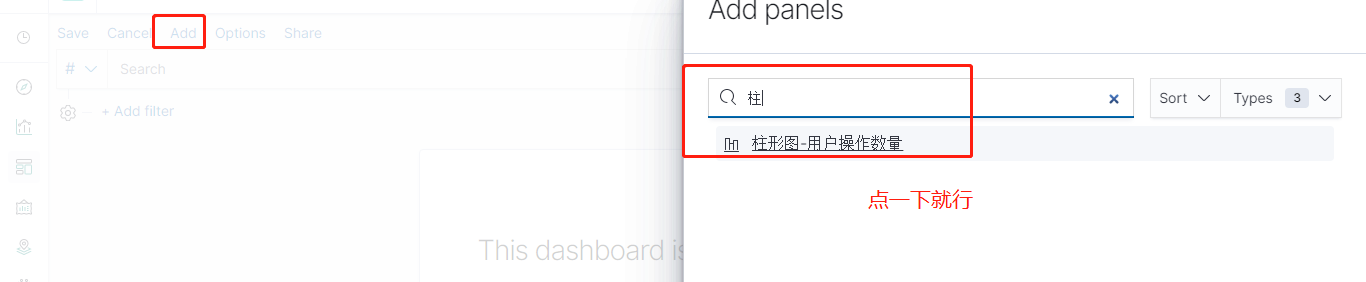 Save Cancel Add Options Share
# Search
+ Add filter
This dashboard is
Add panels
柱
Sort Types 3
柱形图-用户操作数量
点一下就行